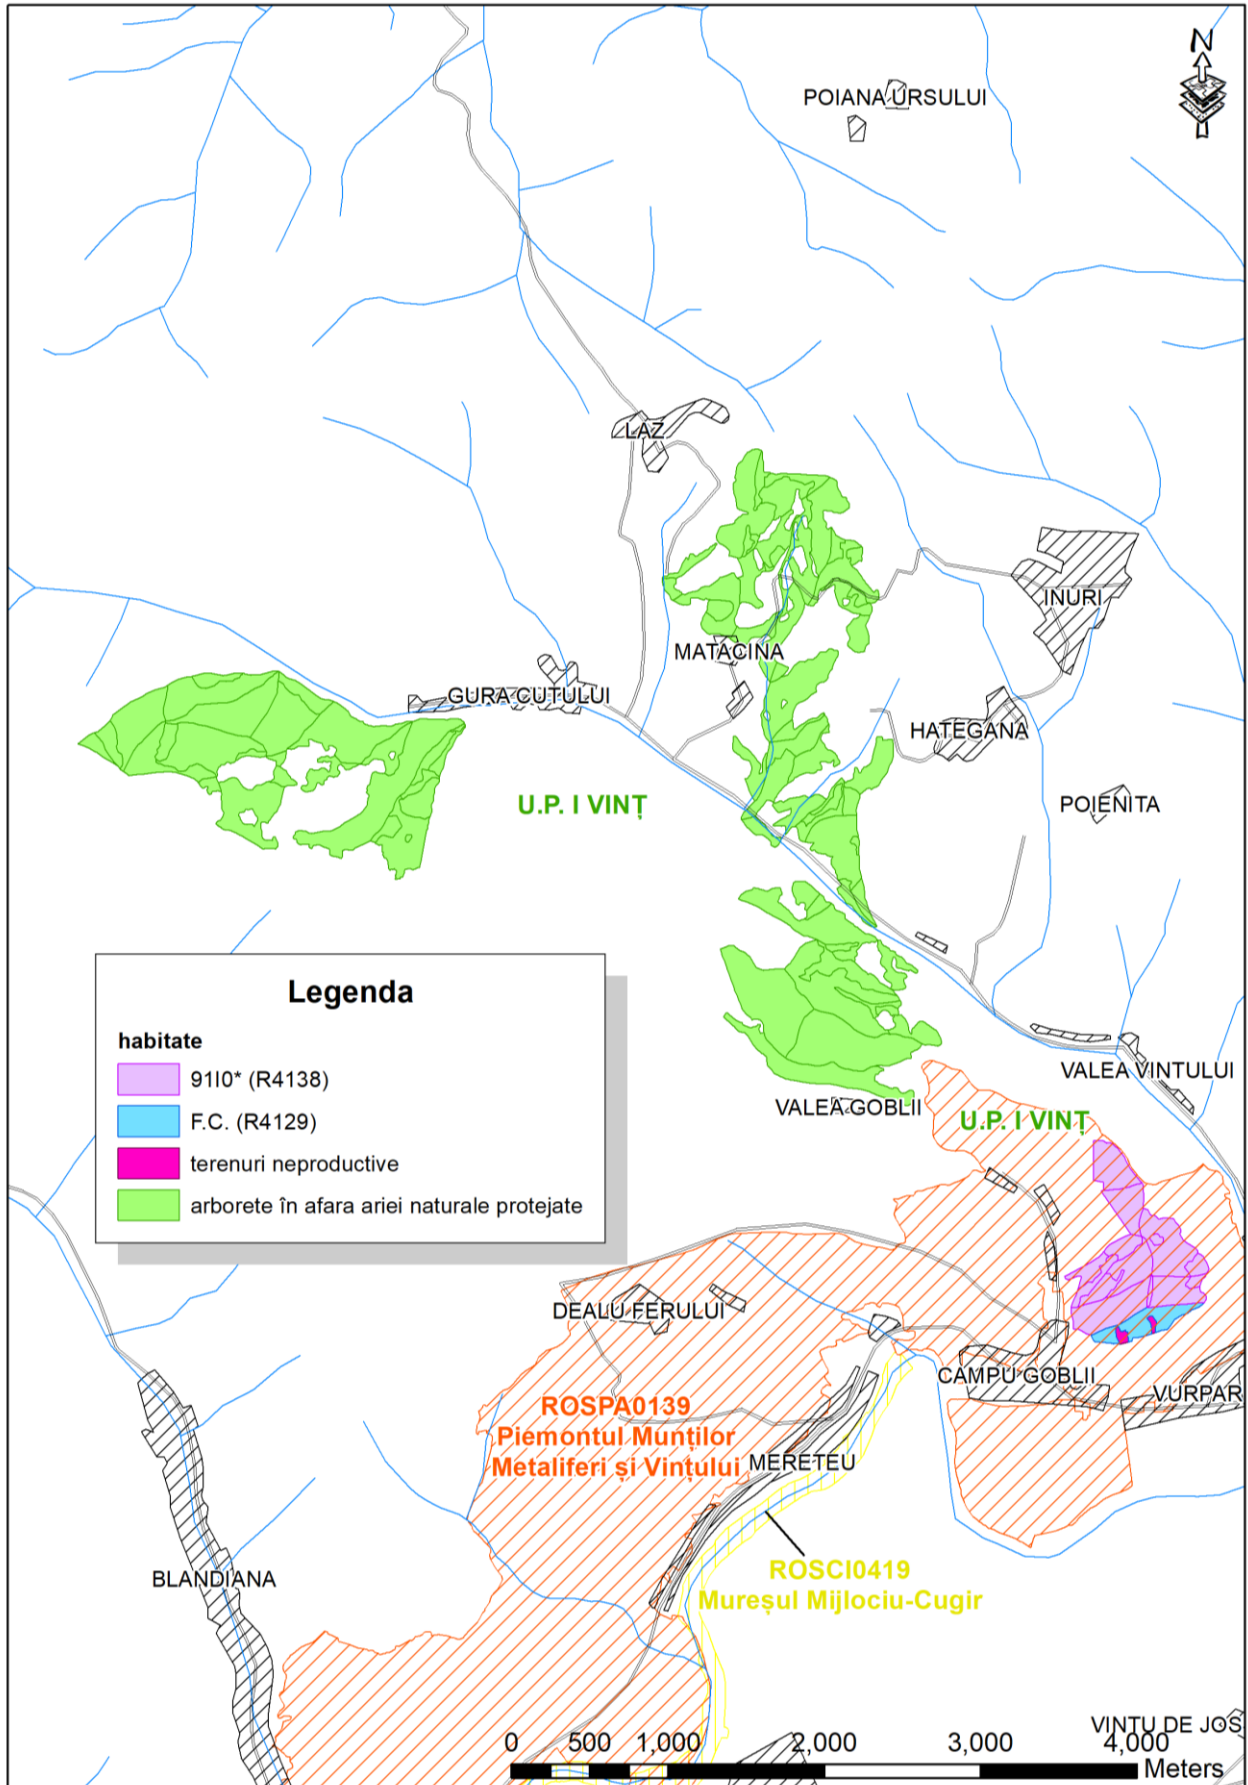 N
POIANA URSULUI
LAZ
INURI
MATACINA
GURA CUTULUI
HATEGANA
U.P. I VINȚ
POIENITA
Legenda
habitate
91I0* (R4138)
F.C. (R4129)
terenuri neproductive
arborete în afara ariei naturale protejate
VALEA VINTULUI
VALEA GOBLII
U.P. I VINȚ
DEALU FERULUI
CAMPU GOBLII
VURPAR
ROSPA0139
Piemontul Munților
Metaliferi și Vințului
MERETEU
ROSCI0419
Mureșul Mijlociu-Cugir
BLANDIANA
VINTU DE JOS
0 500 1,000 2,000 3,000 4,000
Meters